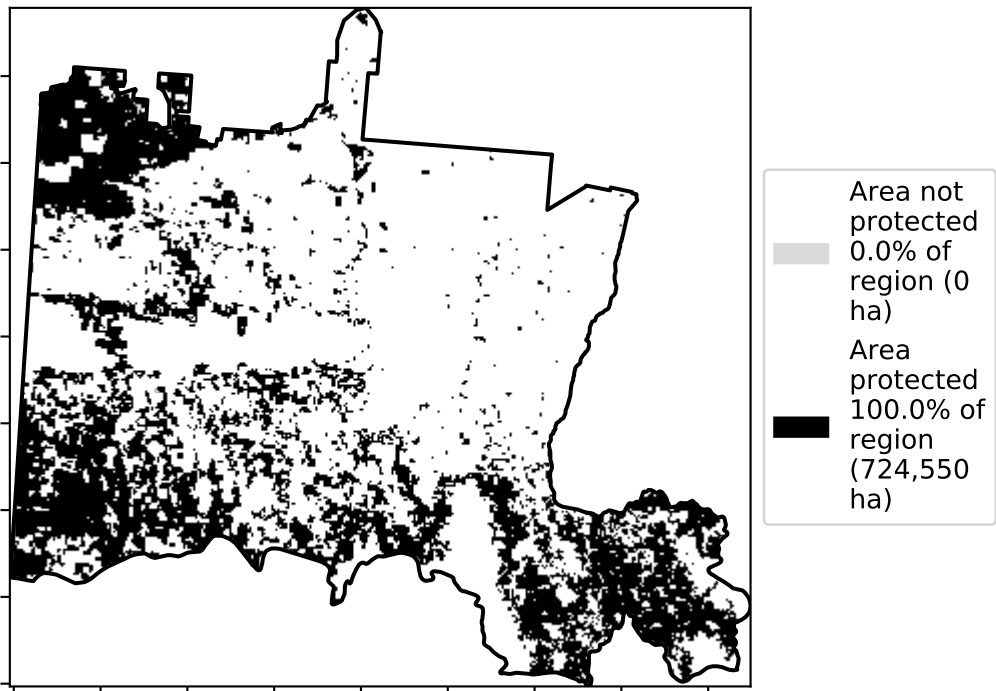 Area not
protected
0.0% of
region (0
ha)
Area
protected
100.0% of
region
(724,550
ha)